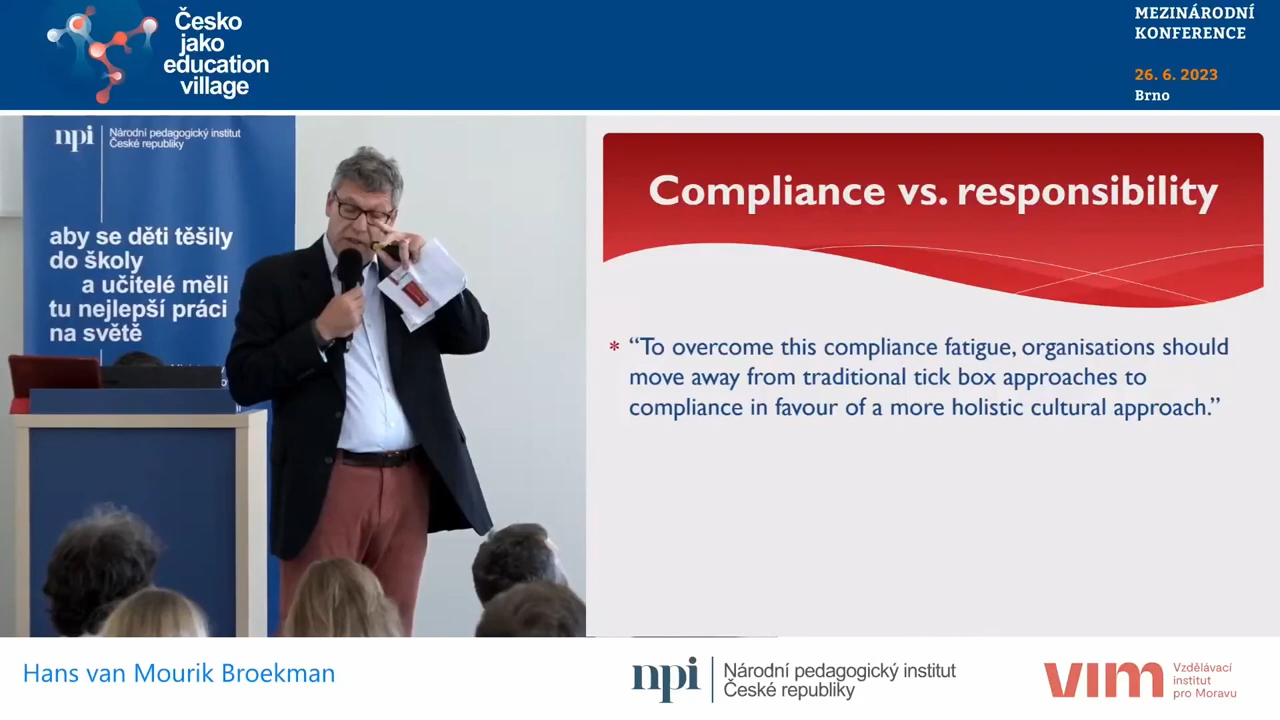 Česko
jako
education
village
MEZINÁRODNÍ
KONFERENCE
26. 6. 2023
Brno
npi
Národní pedagogický institut
České republiky
aby se děti těšily
do školy
a učitelé měli
tu nejlepší práci
na světě
Compliance vs. responsibility
* “To overcome this compliance fatigue, organisations should
move away from traditional tick box approaches to
compliance in favour of a more holistic cultural approach.”
Hans van Mourik Broekman
npi
Národní pedagogický institut
České republiky
vim
Vzdělávací
institut
pro Moravu